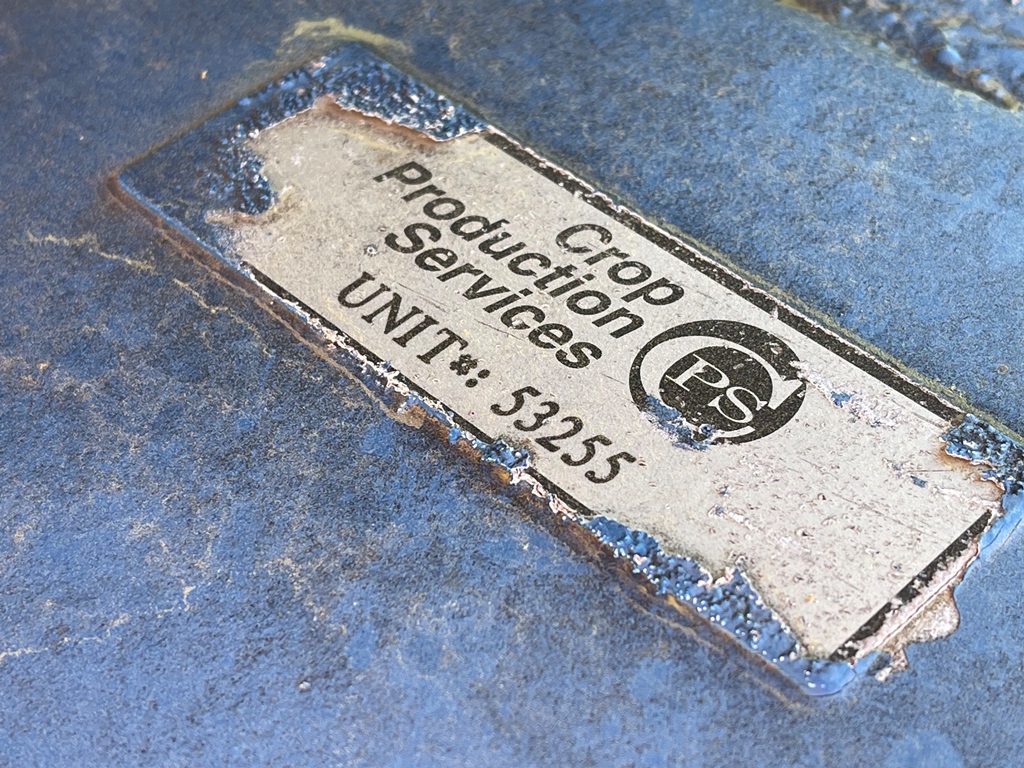 Crop
Production
Services
CPS
UNIT#: 53255